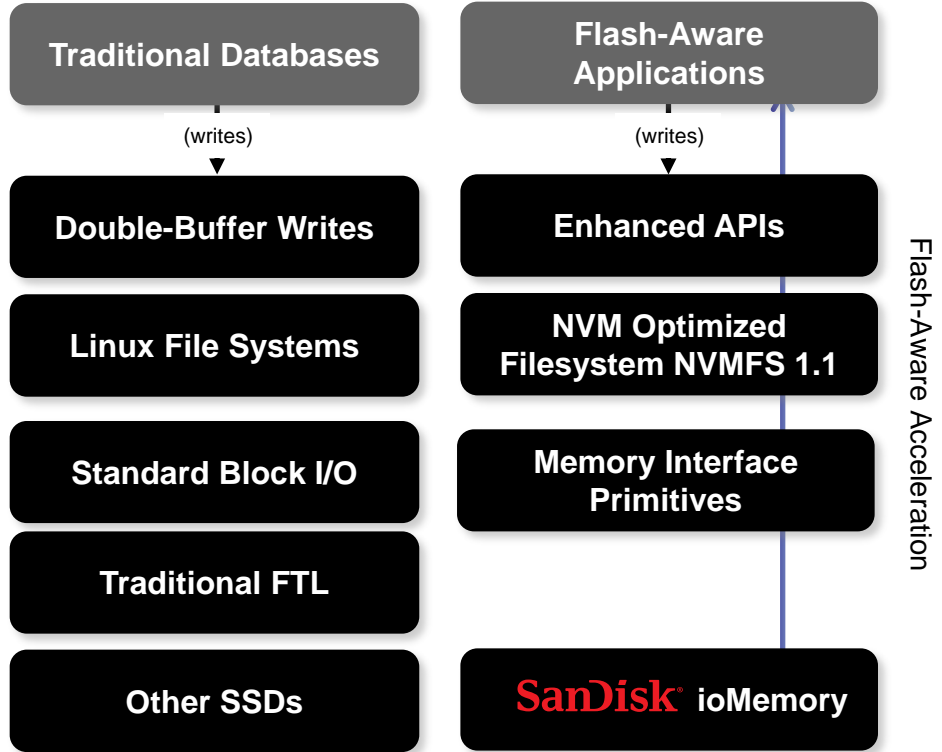 Traditional Databases
(writes)
Double-Buffer Writes
Linux File Systems
Standard Block I/O
Traditional FTL
Other SSDs
Flash-Aware
Applications
(writes)
Enhanced APIs
NVM Optimized
Filesystem NVMFS 1.1
Memory Interface
Primitives
SanDisk® ioMemory
Flash-Aware Acceleration